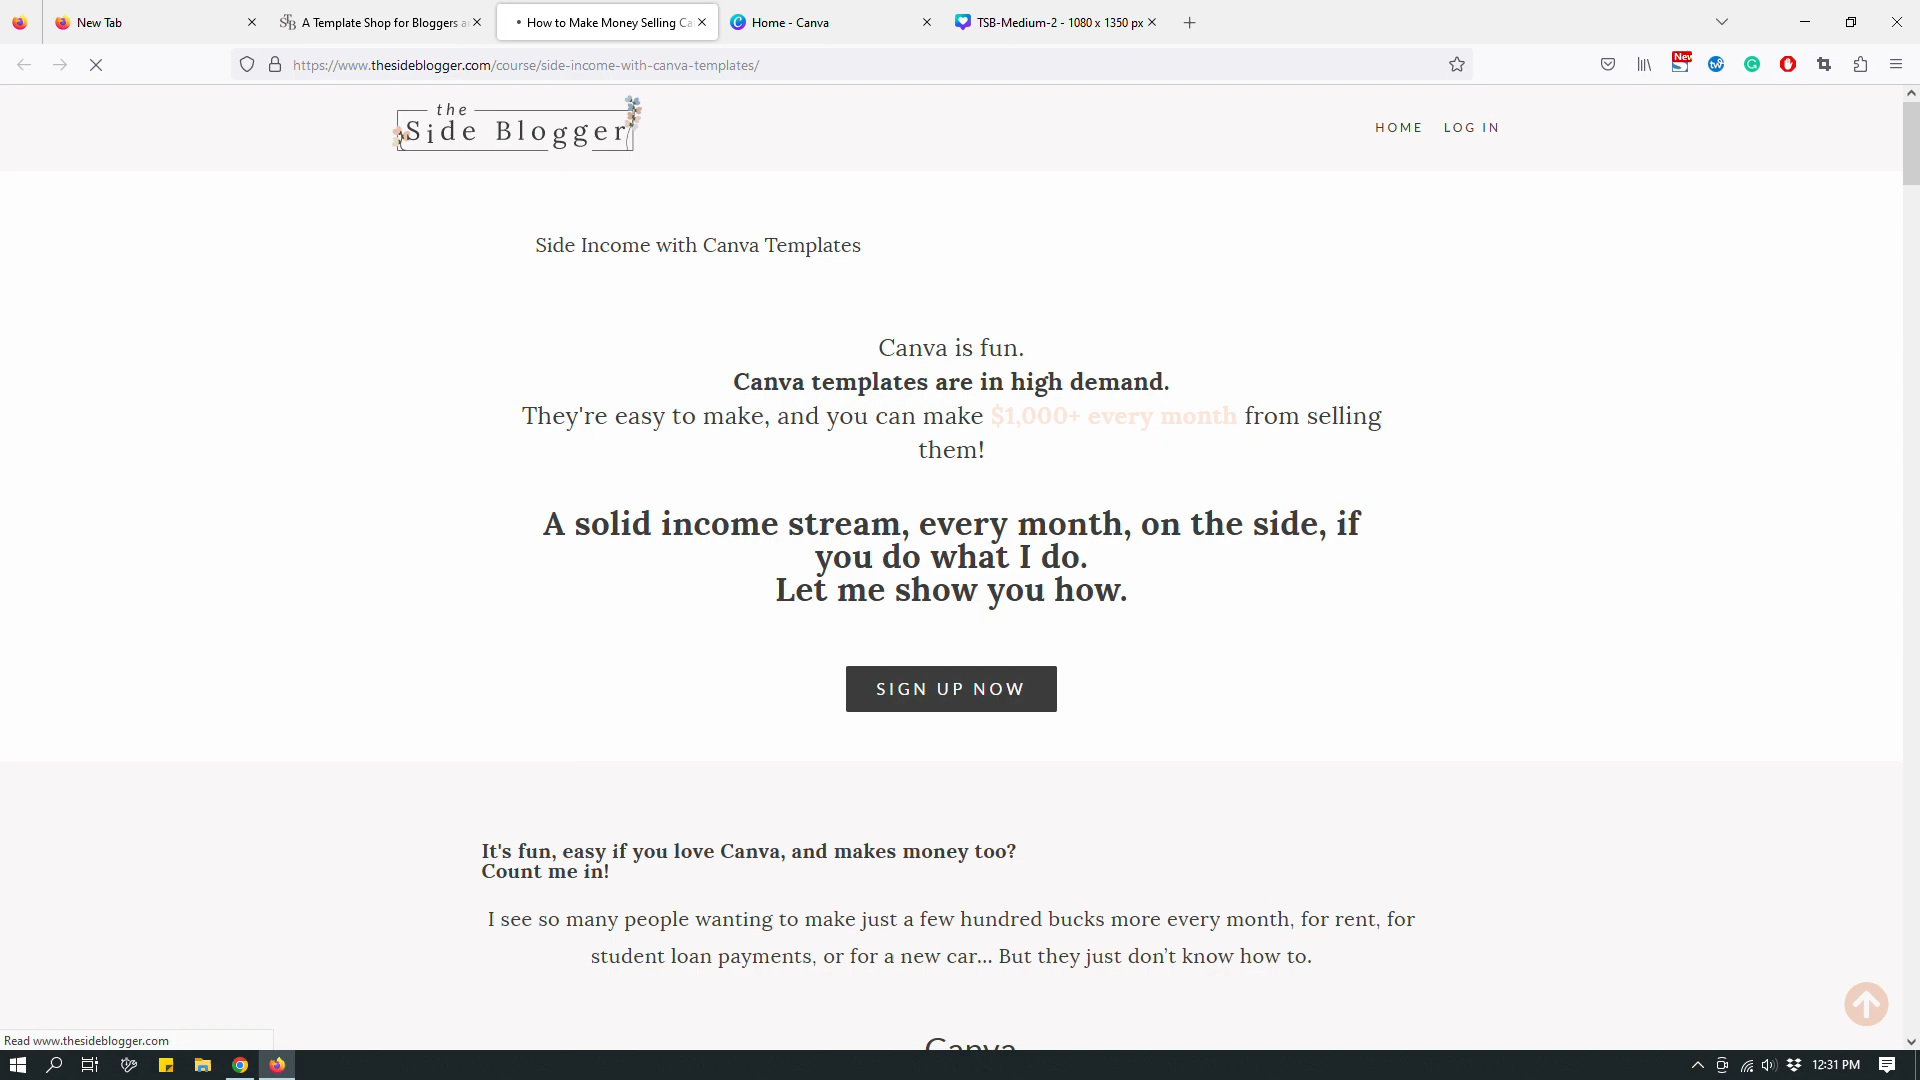 New Tab
A Template Shop for Bloggers a
How to Make Money Selling Ca
Home - Canva
TSB-Medium-2 - 1080 x 1350 px
https://www.thesideblogger.com/course/side-income-with-canva-templates/
New
the
Side Blogger
HOME
LOG IN
Side Income with Canva Templates
Canva is fun.
Canva templates are in high demand.
They're easy to make, and you can make $1,000+ every month from selling
them!
A solid income stream, every month, on the side, if
you do what I do.
Let me show you how.
SIGN UP NOW
It's fun, easy if you love Canva, and makes money too?
Count me in!
I see so many people wanting to make just a few hundred bucks more every month, for rent, for
student loan payments, or for a new car... But they just don’t know how to.
Canva
Read www.thesideblogger.com
12:31 PM